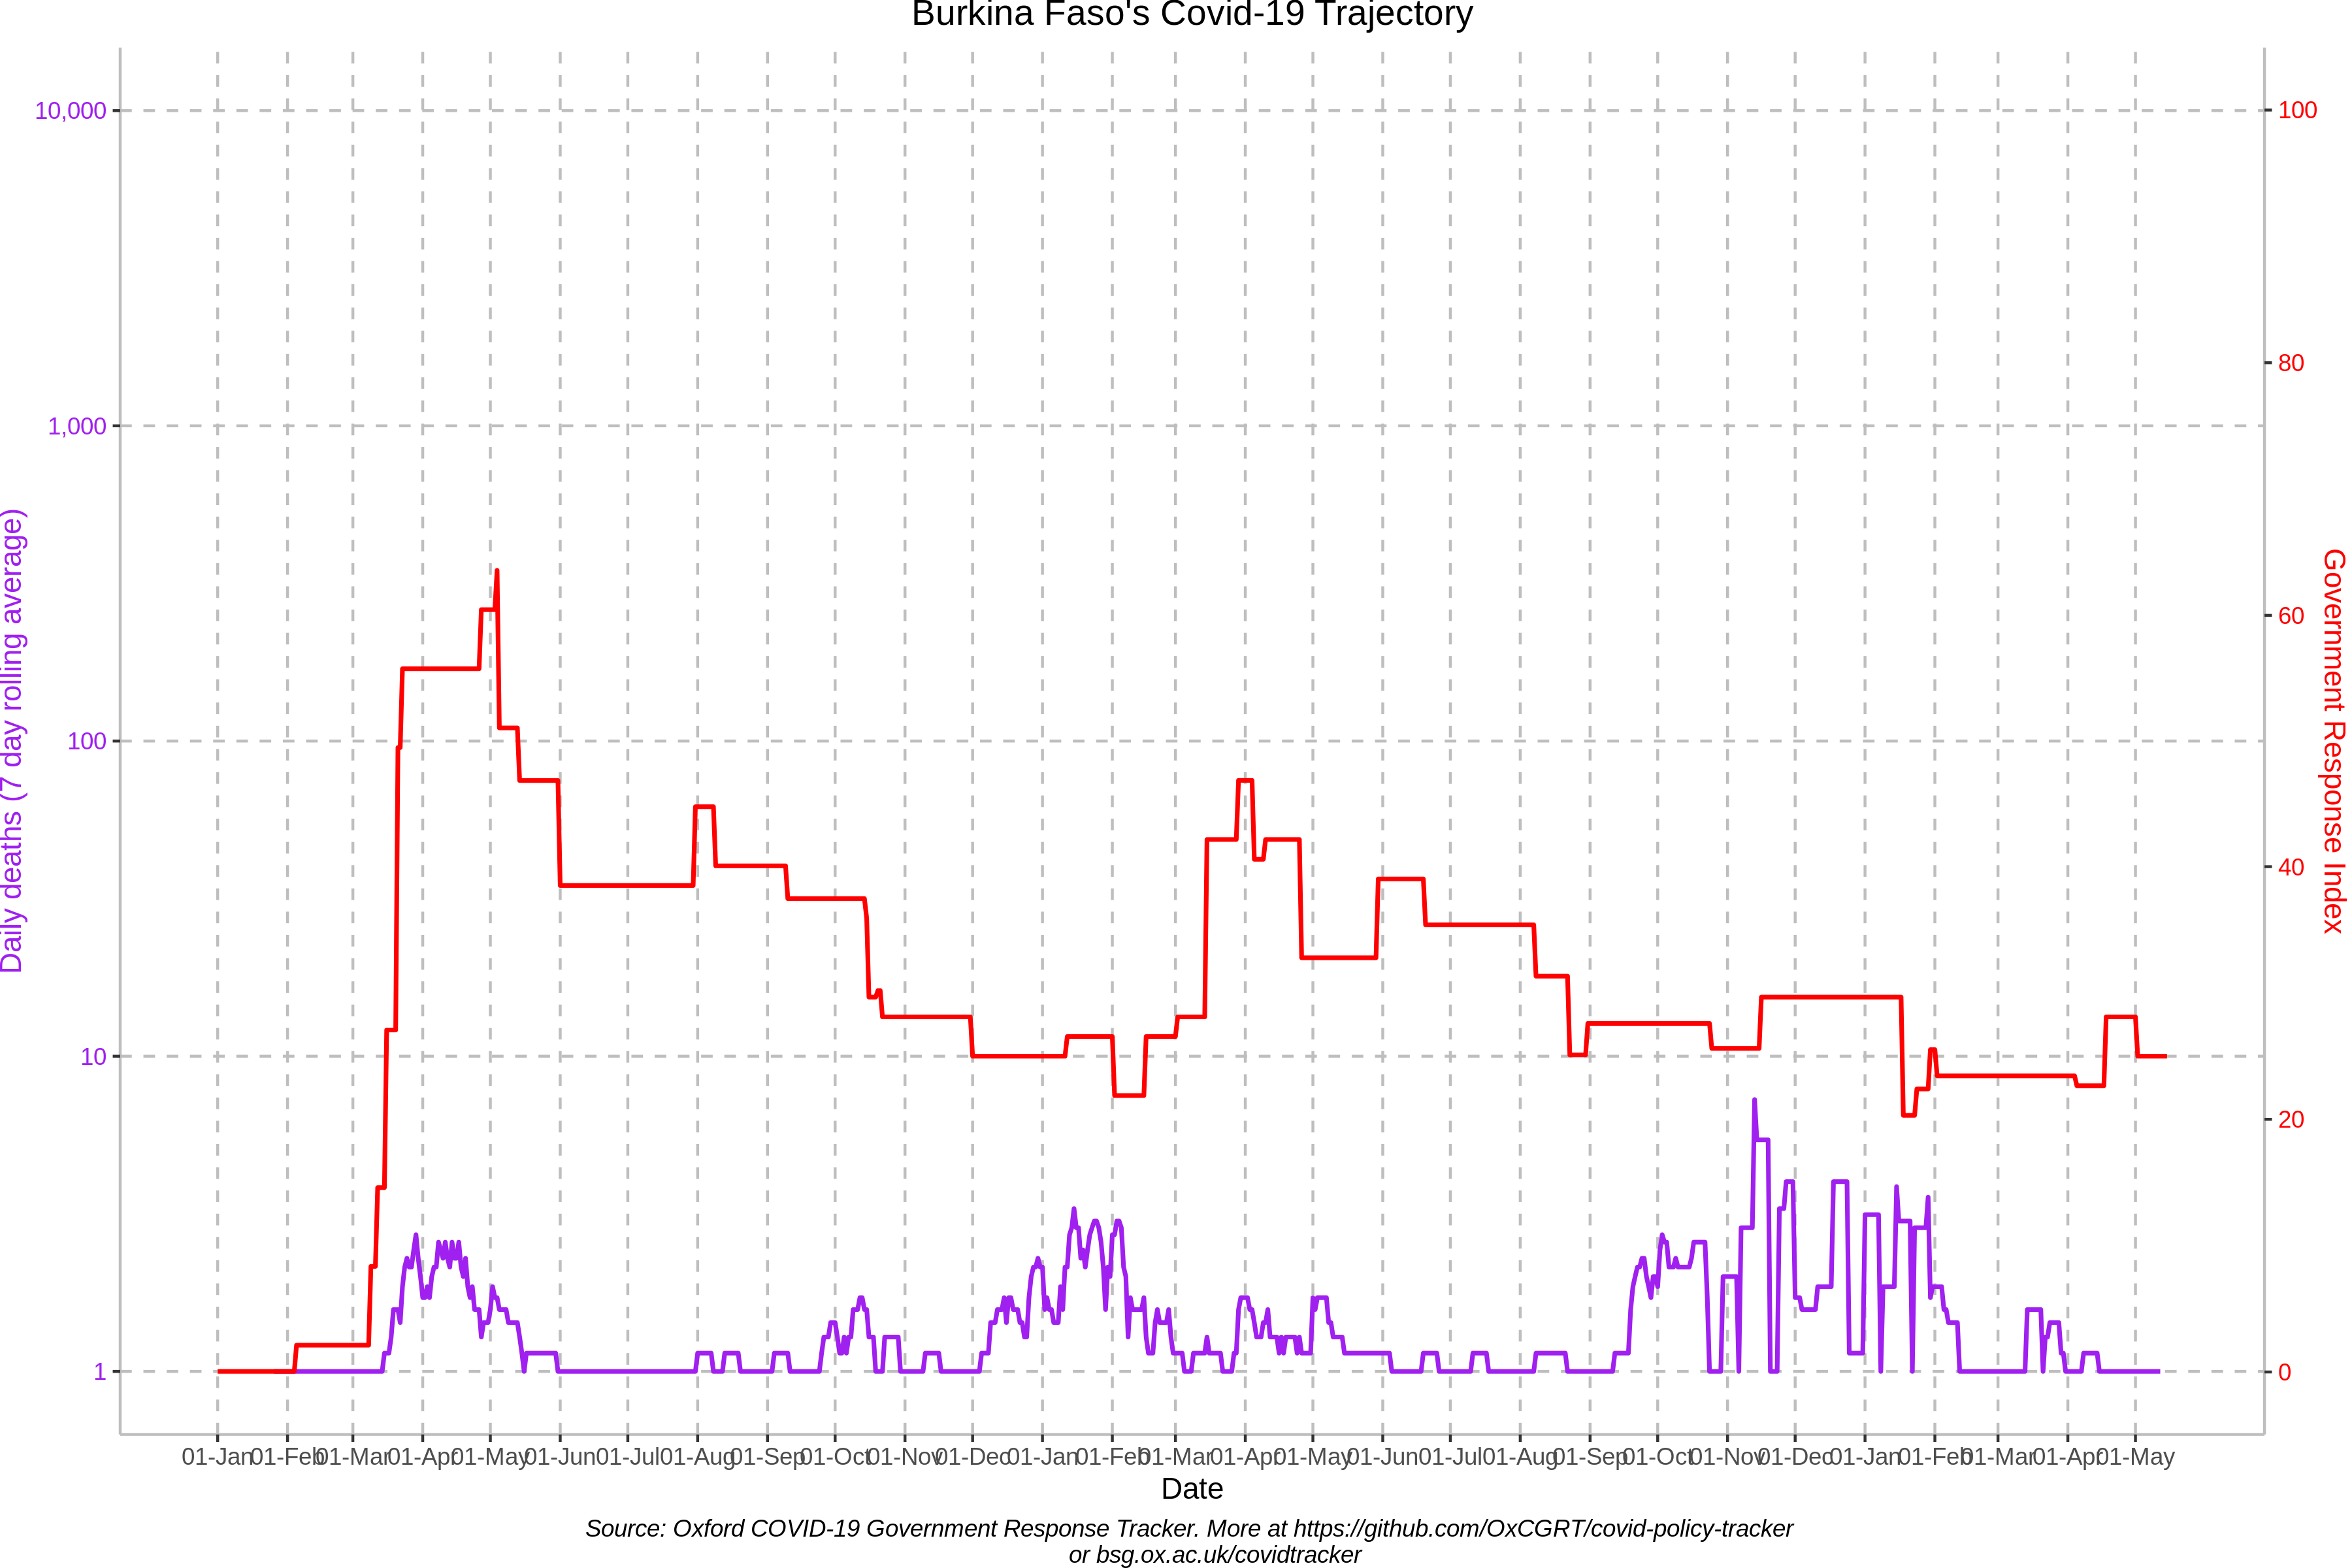 Burkina Faso's Covid-19 Trajectory
10,000
1,000
100
10
1
Daily deaths (7 day rolling average)
100
80
60
40
20
0
Government Response Index
01-Jan
01-Feb
01-Mar
01-Apr
01-May
01-Jun
01-Jul
01-Aug
01-Sep
01-Oct
01-Nov
01-Dec
01-Jan
01-Feb
01-Mar
01-Apr
01-May
01-Jun
01-Jul
01-Aug
01-Sep
01-Oct
01-Nov
01-Dec
01-Jan
01-Feb
01-Mar
01-Apr
01-May
Date
Source: Oxford COVID-19 Government Response Tracker. More at https://github.com/OxCGRT/covid-policy-tracker
or bsg.ox.ac.uk/covidtracker